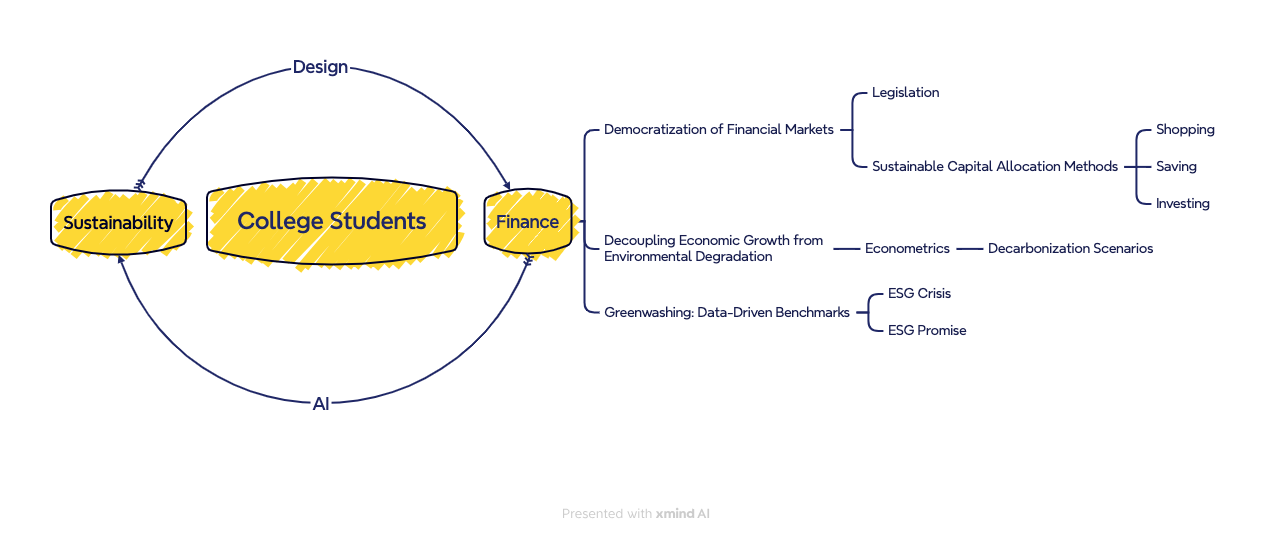 Design
Sustainability
College Students
Finance
AI
Democratization of Financial Markets
Legislation
Sustainable Capital Allocation Methods
Shopping
Saving
Investing
Decoupling Economic Growth from
Environmental Degradation
Econometrics
Decarbonization Scenarios
Greenwashing: Data-Driven Benchmarks
ESG Crisis
ESG Promise
Presented with xmind AI